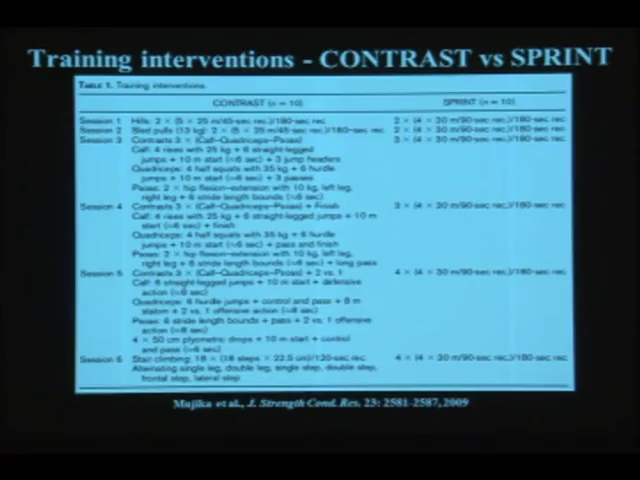 Training interventions - CONTRAST vs SPRINT
TABLE 1. Training interventions.
CONTRAST (n = 10) SPRINT (n = 10)
Session 1 Hills: 2 × (5 × 25 m/45-sec rec.)/180-sec rec 2 × (4 × 30 m/90-sec rec.)/180-sec rec
Session 2 Sled pulls (13 kg): 2 × (5 × 25 m/45-sec rec.)/180-sec rec 2 × (4 × 30 m/90-sec rec.)/180-sec rec
Session 3 Contrasts 3 × (Calf-Quadriceps-Psoas) 3 × (4 × 30 m/90-sec rec.)/180-sec rec
Calf: 4 rises with 25 kg + 6 straight-legged
jumps + 10 m start (≈6 sec) + 3 jump headers
Quadriceps: 4 half squats with 35 kg + 6 hurdle
jumps + 10 m start (≈6 sec) + 3 passes
Psoas: 2 × hip flexion-extension with 10 kg, left leg,
right leg + 6 stride length bounds (≈6 sec)
Session 4 Contrasts 3 × (Calf-Quadriceps-Psoas) + Finish 3 × (4 × 30 m/90-sec rec.)/180-sec rec
Calf: 4 rises with 25 kg + 6 straight-legged jumps + 10 m
start (≈6 sec) + finish
Quadriceps: 4 half squats with 35 kg + 6 hurdle
jumps + 10 m start (≈6 sec) + pass and finish
Psoas: 2 × hip flexion-extension with 10 kg, left leg,
right leg + 6 stride length bounds (≈6 sec) + long pass
Session 5 Contrasts 3 × (Calf-Quadriceps-Psoas) + 2 vs. 1 4 × (4 × 30 m/90-sec rec.)/180-sec rec
Calf: 6 straight-legged jumps + 10 m start + defensive
action (≈8 sec)
Quadriceps: 6 hurdle jumps + control and pass + 8 m
slalom + 2 vs. 1 offensive action (≈8 sec)
Psoas: 6 stride length bounds + pass + 2 vs. 1 offensive
action (≈8 sec)
4 × 50 cm plyometric drops + 10 m start + control
and pass (≈6 sec)
Session 6 Stair climbing: 16 × (18 steps × 22.5 cm)/120-sec rec 4 × (4 × 30 m/90-sec rec.)/180-sec rec
Alternating single leg, double leg, single step, double step,
frontal step, lateral step
Mujika et al., J. Strength Cond. Res. 23: 2581-2587, 2009